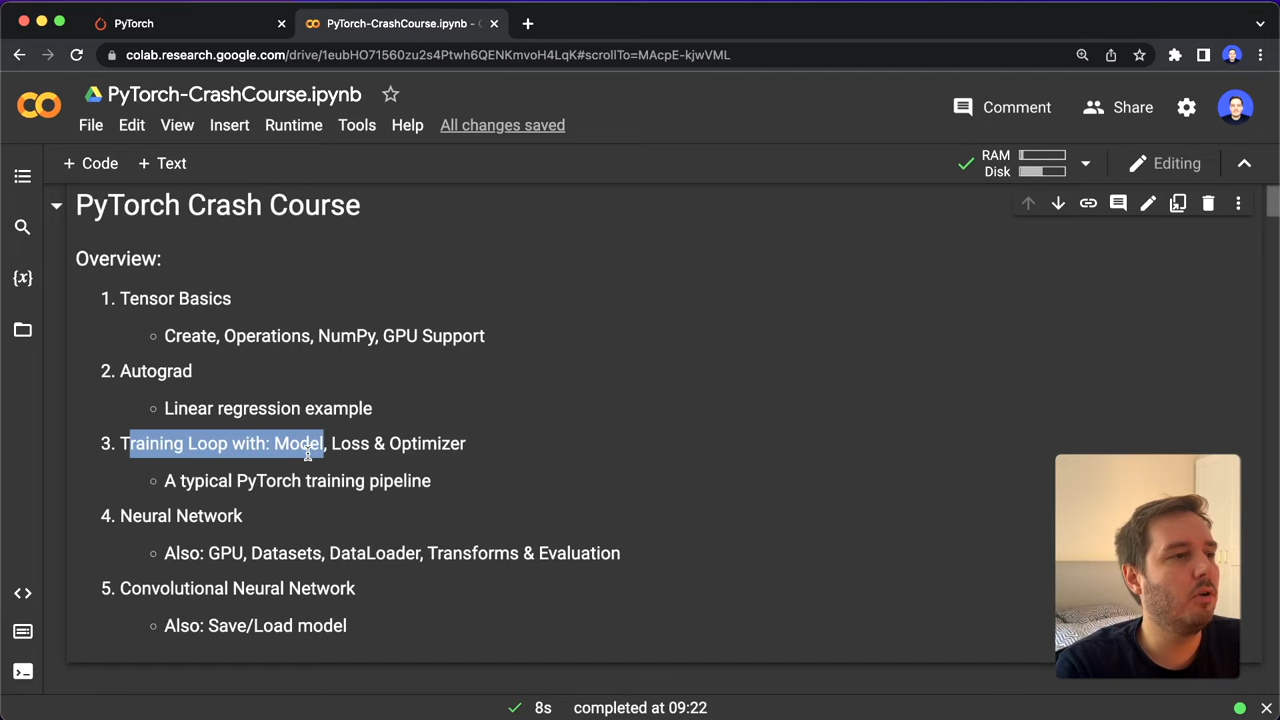 PyTorch
PyTorch-CrashCourse.ipynb - 
colab.research.google.com/drive/1eubHO71560zu2s4Ptwh6QENKmvoH4LqK#scrollTo=MAcpE-kjwVML
PyTorch-CrashCourse.ipynb
Comment
Share
File Edit View Insert Runtime Tools Help All changes saved
+ Code + Text
RAM
Disk
Editing
PyTorch Crash Course
Overview:
1. Tensor Basics
Create, Operations, NumPy, GPU Support
2. Autograd
Linear regression example
3. Training Loop with: Model, Loss & Optimizer
A typical PyTorch training pipeline
4. Neural Network
Also: GPU, Datasets, DataLoader, Transforms & Evaluation
5. Convolutional Neural Network
Also: Save/Load model
8s completed at 09:22